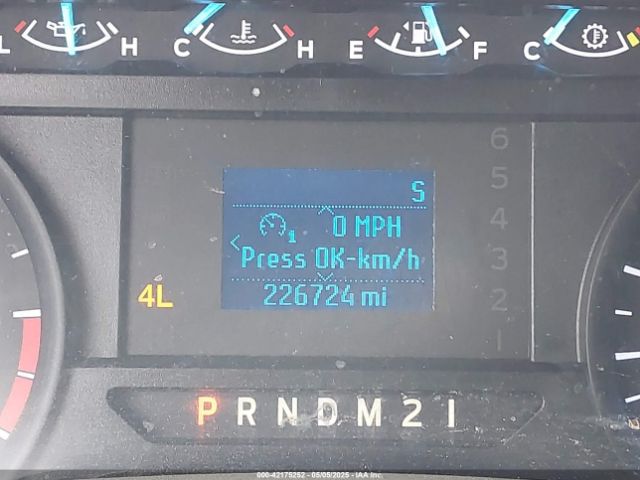 L H C H E F C
6
5
S
4
0 MPH
1
Press OK-km/h
3
4L
226724 mi
2
1
P R N D M 2 1
000-42175252 - 05/05/2025 - IAA Inc.